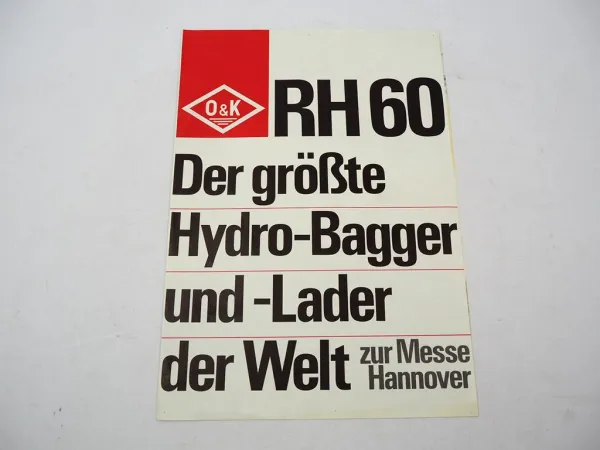 O&K
RH 60
Der größte
Hydro-Bagger
und -Lader
der Welt
zur Messe
Hannover